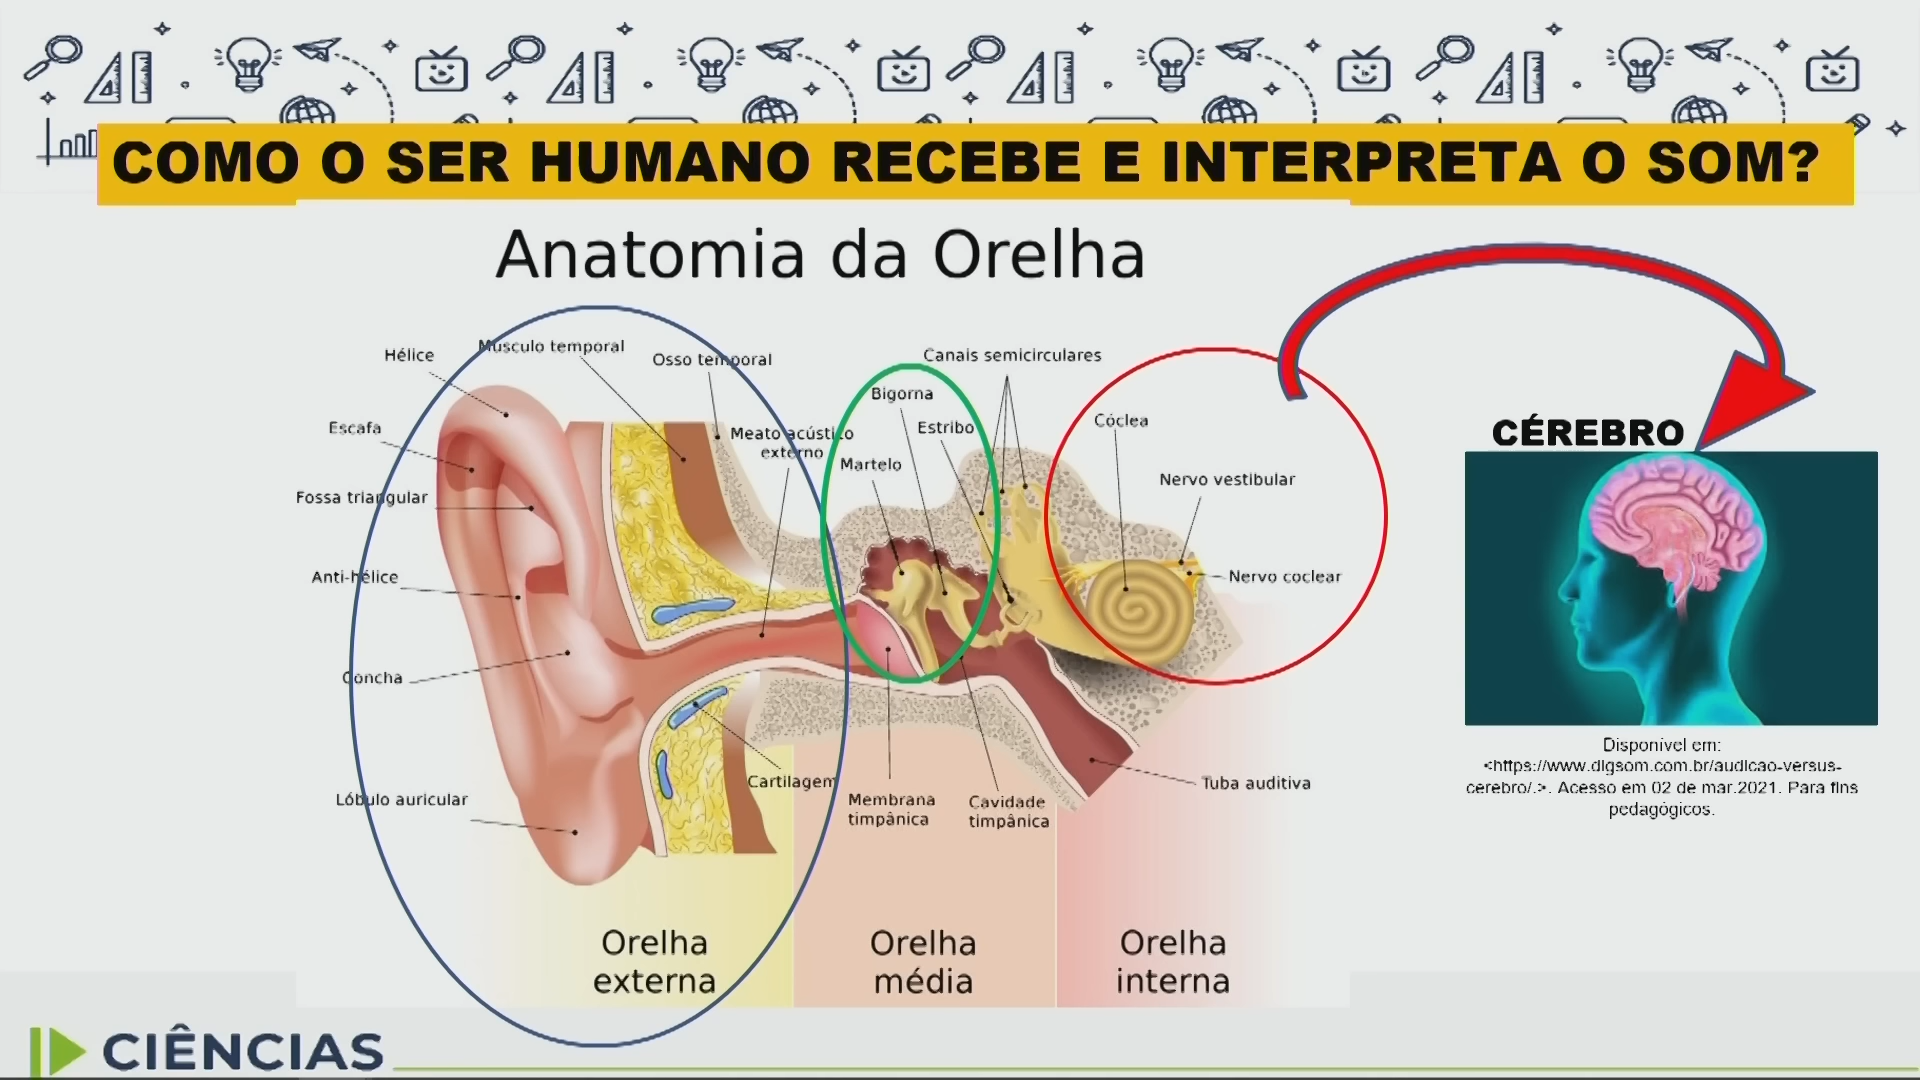 COMO O SER HUMANO RECEBE E INTERPRETA O SOM?
Anatomia da Orelha
Hélice
Músculo temporal
Osso temporal
Canais semicirculares
Bigorna
Escafa
Meato acústico
externo
Estribo
Martelo
Cóclea
Fossa triangular
Nervo vestibular
Anti-hélice
Nervo coclear
Concha
Cartilagem
Lóbulo auricular
Membrana
timpânica
Cavidade
timpânica
Tuba auditiva
Orelha
externa
Orelha
média
Orelha
interna
CÉREBRO
Disponível em:
<https://www.digsom.com.br/audicao-versus-
cerebro/.>. Acesso em 02 de mar.2021. Para fins
pedagógicos.
CIÊNCIAS